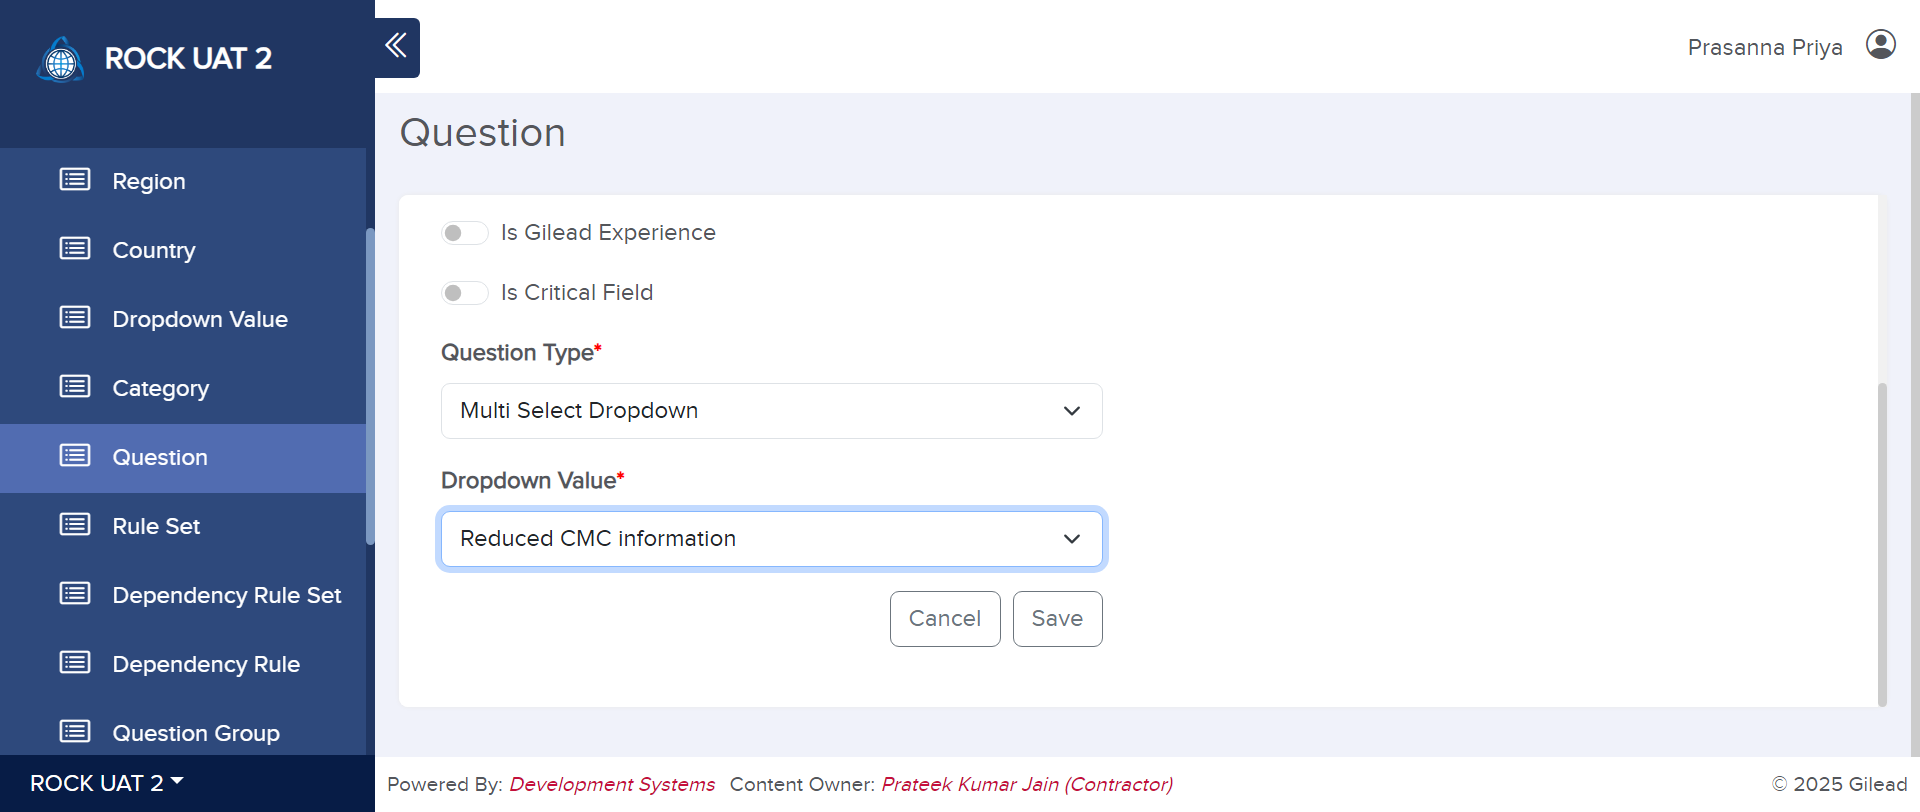 ROCK UAT 2
Prasanna Priya
Region
Country
Dropdown Value
Category
Question
Rule Set
Dependency Rule Set
Dependency Rule
Question Group
ROCK UAT 2
Question
Is Gilead Experience
Is Critical Field
Question Type*
Multi Select Dropdown
Dropdown Value*
Reduced CMC information
Cancel Save
Powered By: Development Systems Content Owner: Prateek Kumar Jain (Contractor)
© 2025 Gilead